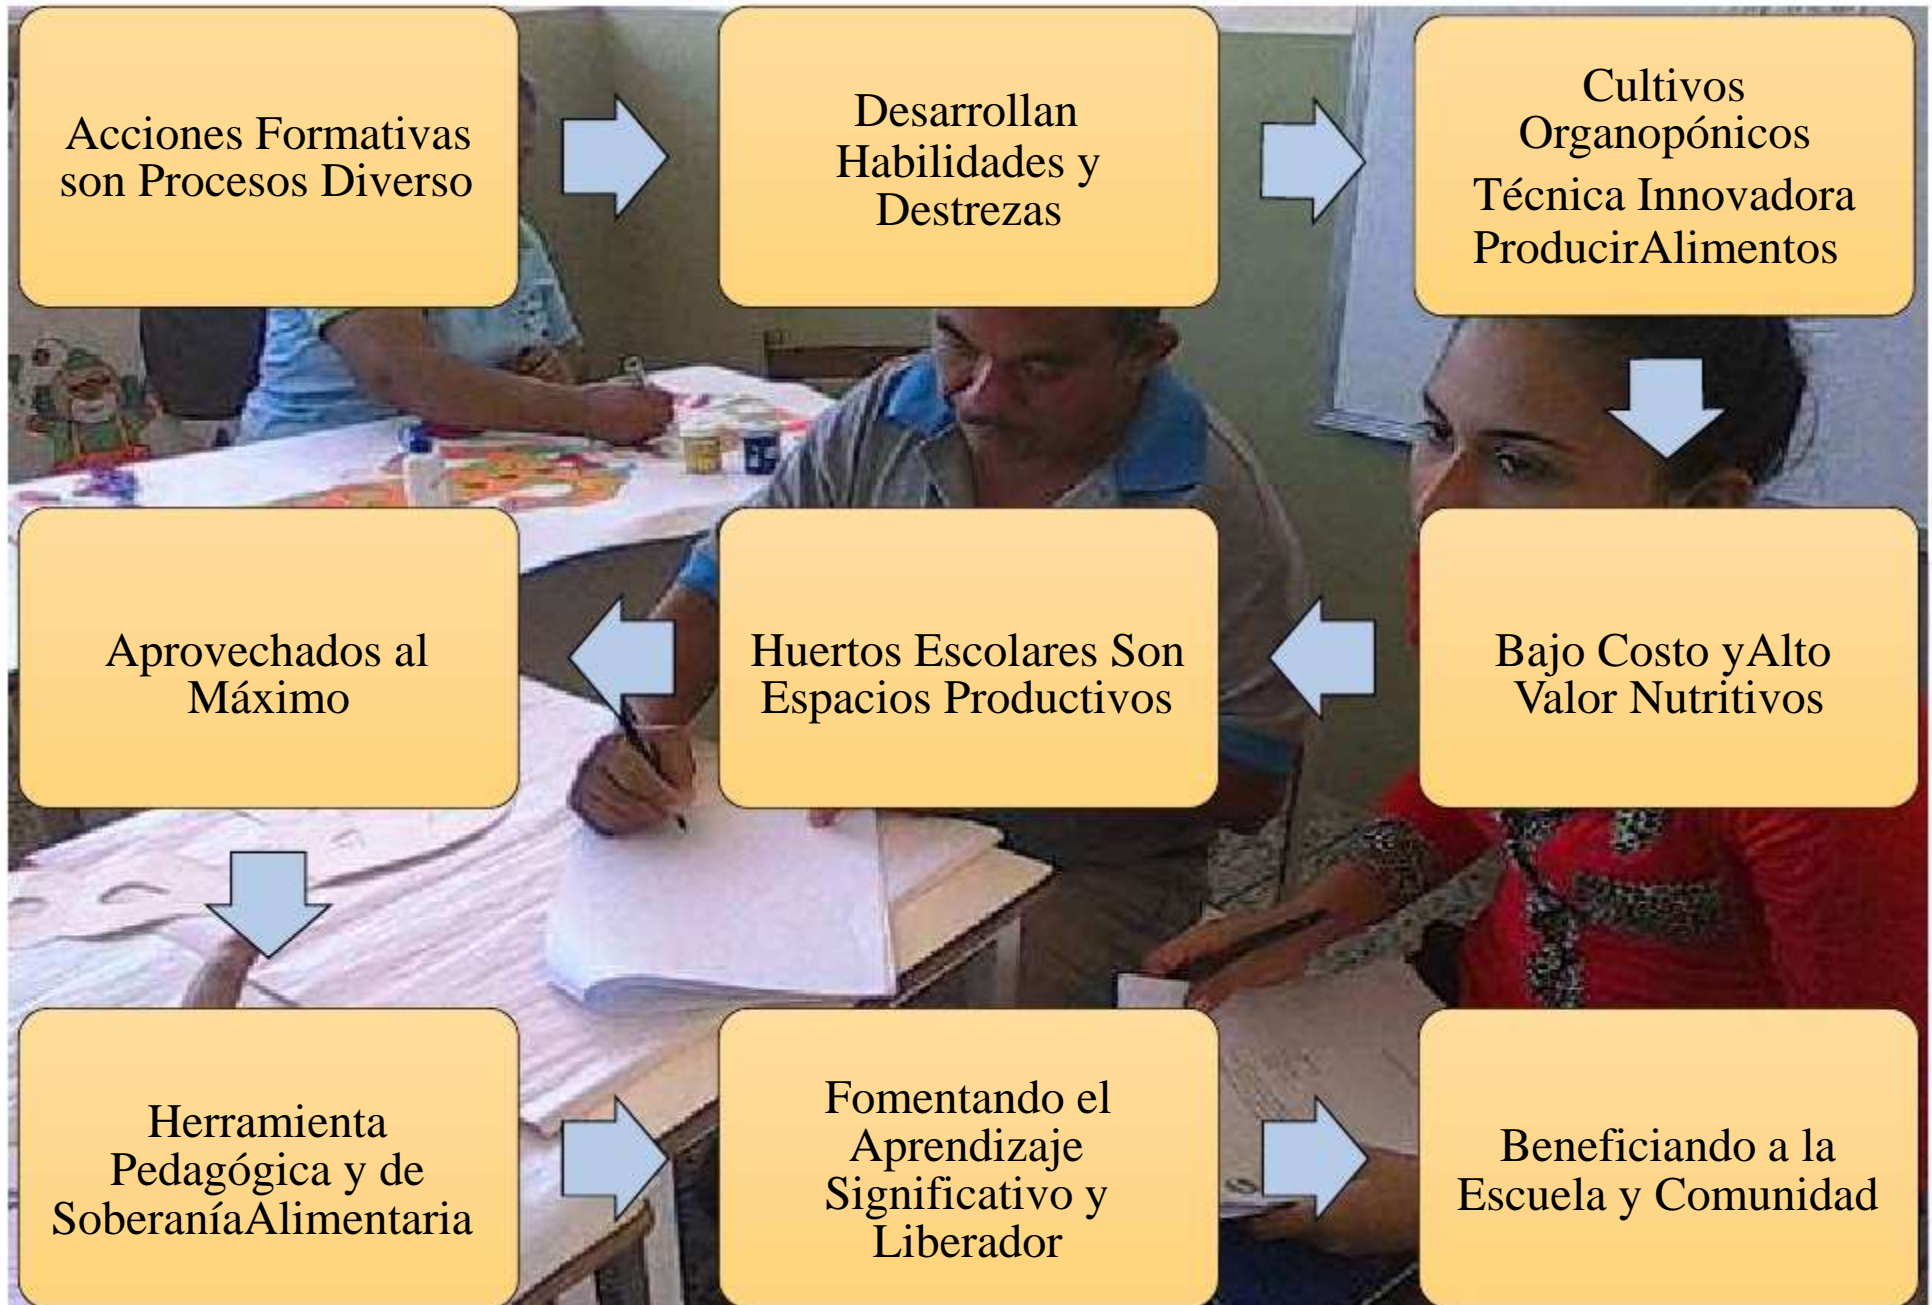 Acciones Formativas
son Procesos Diverso
Desarrollan
Habilidades y
Destrezas
Cultivos
Organopónicos
Técnica Innovadora
ProducirAlimentos
Bajo Costo yAlto
Valor Nutritivos
Huertos Escolares Son
Espacios Productivos
Aprovechados al
Máximo
Herramienta
Pedagógica y de
SoberaníaAlimentaria
Fomentando el
Aprendizaje
Significativo y
Liberador
Beneficiando a la
Escuela y Comunidad